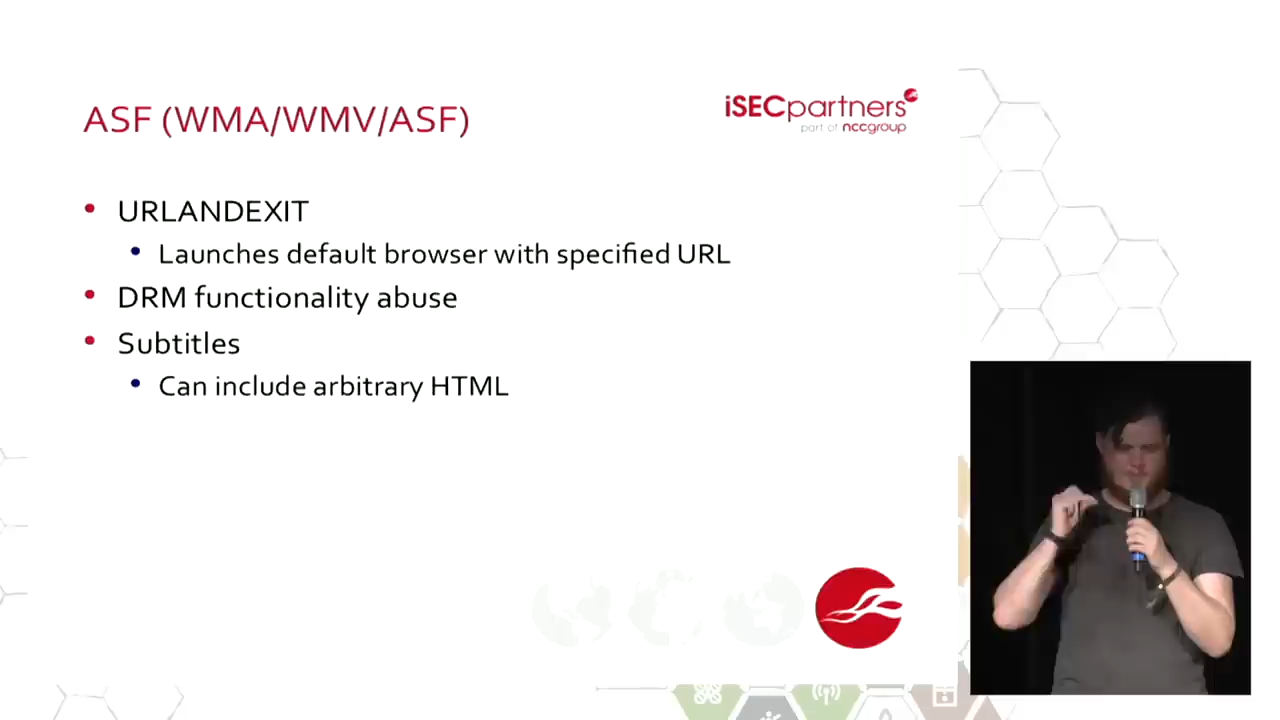 ASF (WMA/WMV/ASF)
iSECpartners
part of nccgroup
• URLANDEXIT
• Launches default browser with specified URL
• DRM functionality abuse
• Subtitles
• Can include arbitrary HTML